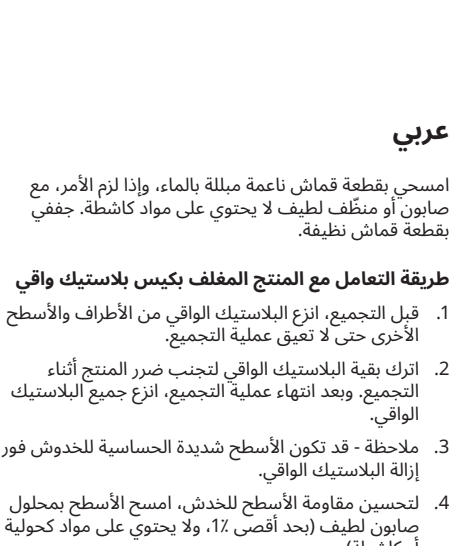 عربي
امسحي بقطعة قماش ناعمة مبللة بالماء، وإذا لزم الأمر، مع
صابون أو منظّف لطيف لا يحتوي على مواد كاشطة. جففي
بقطعة قماش نظيفة.
طريقة التعامل مع المنتج المغلف بكيس بلاستيك واقي
1. قبل التجميع، انزع البلاستيك الواقي من الأطراف والأسطح
الأخرى حتى لا تعيق عملية التجميع.
2. اترك بقية البلاستيك الواقي لتجنب ضرر المنتج أثناء
التجميع. وبعد انتهاء عملية التجميع، انزع جميع البلاستيك
الواقي.
3. ملاحظة - قد تكون الأسطح شديدة الحساسية للخدوش فور
إزالة البلاستيك الواقي.
4. لتحسين مقاومة الأسطح للخدش، امسح الأسطح بمحلول
صابون لطيف (بحد أقصى 1٪، ولا يحتوي على مواد كحولية